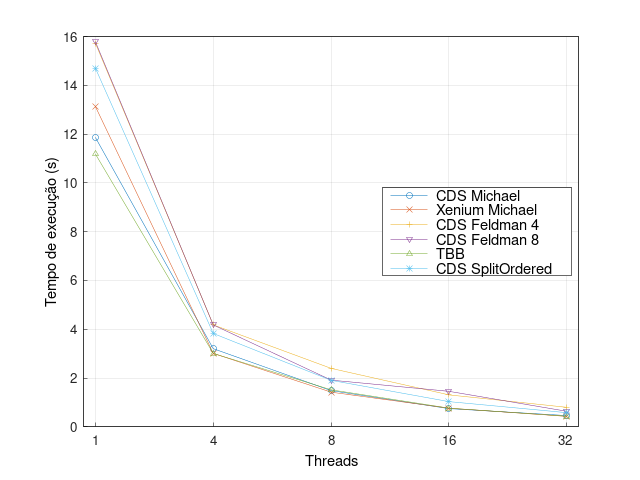 16
14
12
10
8
6
4
2
0
Tempo de execução (s)
CDS Michael
Xenium Michael
CDS Feldman 4
CDS Feldman 8
TBB
CDS SplitOrdered
1 4 8 16 32
Threads